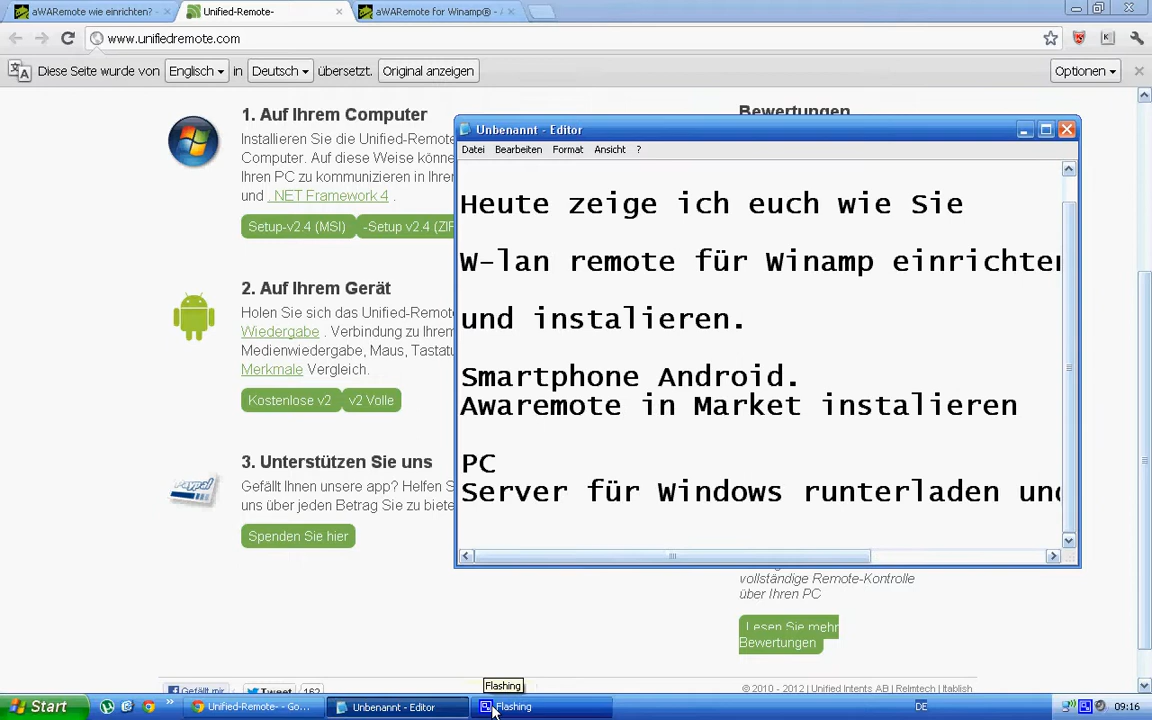 aWARemote wie einrichten?
Unified-Remote-
aWARemote for Winamp® -
www.unifiedremote.com
Diese Seite wurde von Englisch in Deutsch übersetzt. Original anzeigen Optionen
1. Auf Ihrem Computer
Installieren Sie die Unified-Remote
Computer. Auf diese Weise könne
Ihren PC zu kommunizieren in Ihren
und .NET Framework 4 .
Setup-v2.4 (MSI) -Setup v2.4 (ZIP
2. Auf Ihrem Gerät
Holen Sie sich das Unified-Remote
Wiedergabe . Verbindung zu Ihrem
Medienwiedergabe, Maus, Tastatu
Merkmale Vergleich.
Kostenlose v2 v2 Volle
3. Unterstützen Sie uns
Gefällt Ihnen unsere app? Helfen S
uns über jeden Betrag Sie zu biete
Spenden Sie hier
PayPal
Bewertungen
Unbenannt - Editor
Datei Bearbeiten Format Ansicht ?
Heute zeige ich euch wie Sie
W-lan remote für Winamp einrichten
und instalieren.
Smartphone Android.
Awaremote in Market instalieren
PC
Server für Windows runterladen und
vollständige Remote-Kontrolle
über Ihren PC
Lesen Sie mehr
Bewertungen
Gefällt mir Tweet 162
© 2010 - 2012 | Unified Intents AB | Reimtech | Itablish
Flashing
Start Unified-Remote- - Go... Unbenannt - Editor Flashing DE 09:16